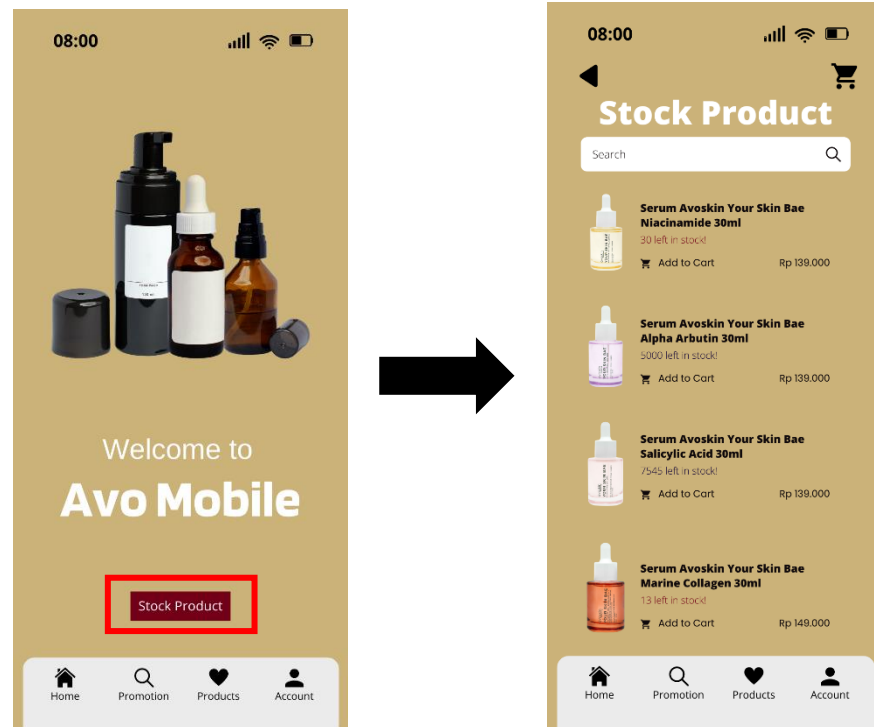 08:00
Welcome to
Avo Mobile
Stock Product
Home
Promotion
Products
Account
08:00
Stock Product
Search
Serum Avoskin Your Skin Bae
Niacinamide 30ml
30 left in stock!
Add to Cart
Rp 139.000
Serum Avoskin Your Skin Bae
Alpha Arbutin 30ml
5000 left in stock!
Add to Cart
Rp 139.000
Serum Avoskin Your Skin Bae
Salicylic Acid 30ml
7545 left in stock!
Add to Cart
Rp 139.000
Serum Avoskin Your Skin Bae
Marine Collagen 30ml
13 left in stock!
Add to Cart
Rp 149.000
Home
Promotion
Products
Account